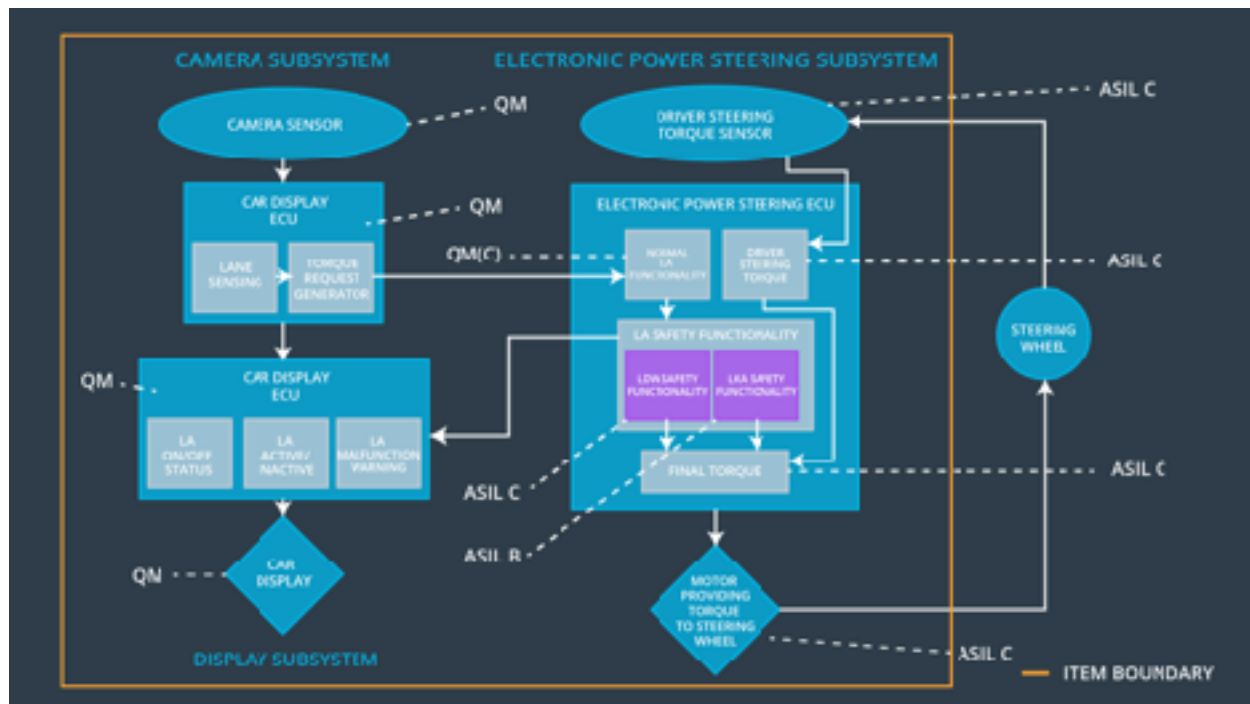 CAMERA SUBSYSTEM
ELECTRONIC POWER STEERING SUBSYSTEM
CAMERA SENSOR
QM
DRIVER STEERING
TORQUE SENSOR
ASIL C
CAR DISPLAY
ECU
QM
ELECTRONIC POWER STEERING ECU
LANE
SENSING
TORQUE
REQUEST
GENERATOR
QM(C)
NORMAL
LA
FUNCTIONALITY
DRIVER
STEERING
TORQUE
ASIL C
LA SAFETY FUNCTIONALITY
LDW SAFETY
FUNCTIONALITY
LKA SAFETY
FUNCTIONALITY
STEERING
WHEEL
QM
CAR DISPLAY
ECU
LA
ON/OFF
STATUS
LA
ACTIVE/
INACTIVE
LA
MALFUNCTION
WARNING
FINAL TORQUE
ASIL C
ASIL C
ASIL B
QM
CAR
DISPLAY
MOTOR
PROVIDING
TORQUE
TO STEERING
WHEEL
ASIL C
DISPLAY SUBSYSTEM
ITEM BOUNDARY